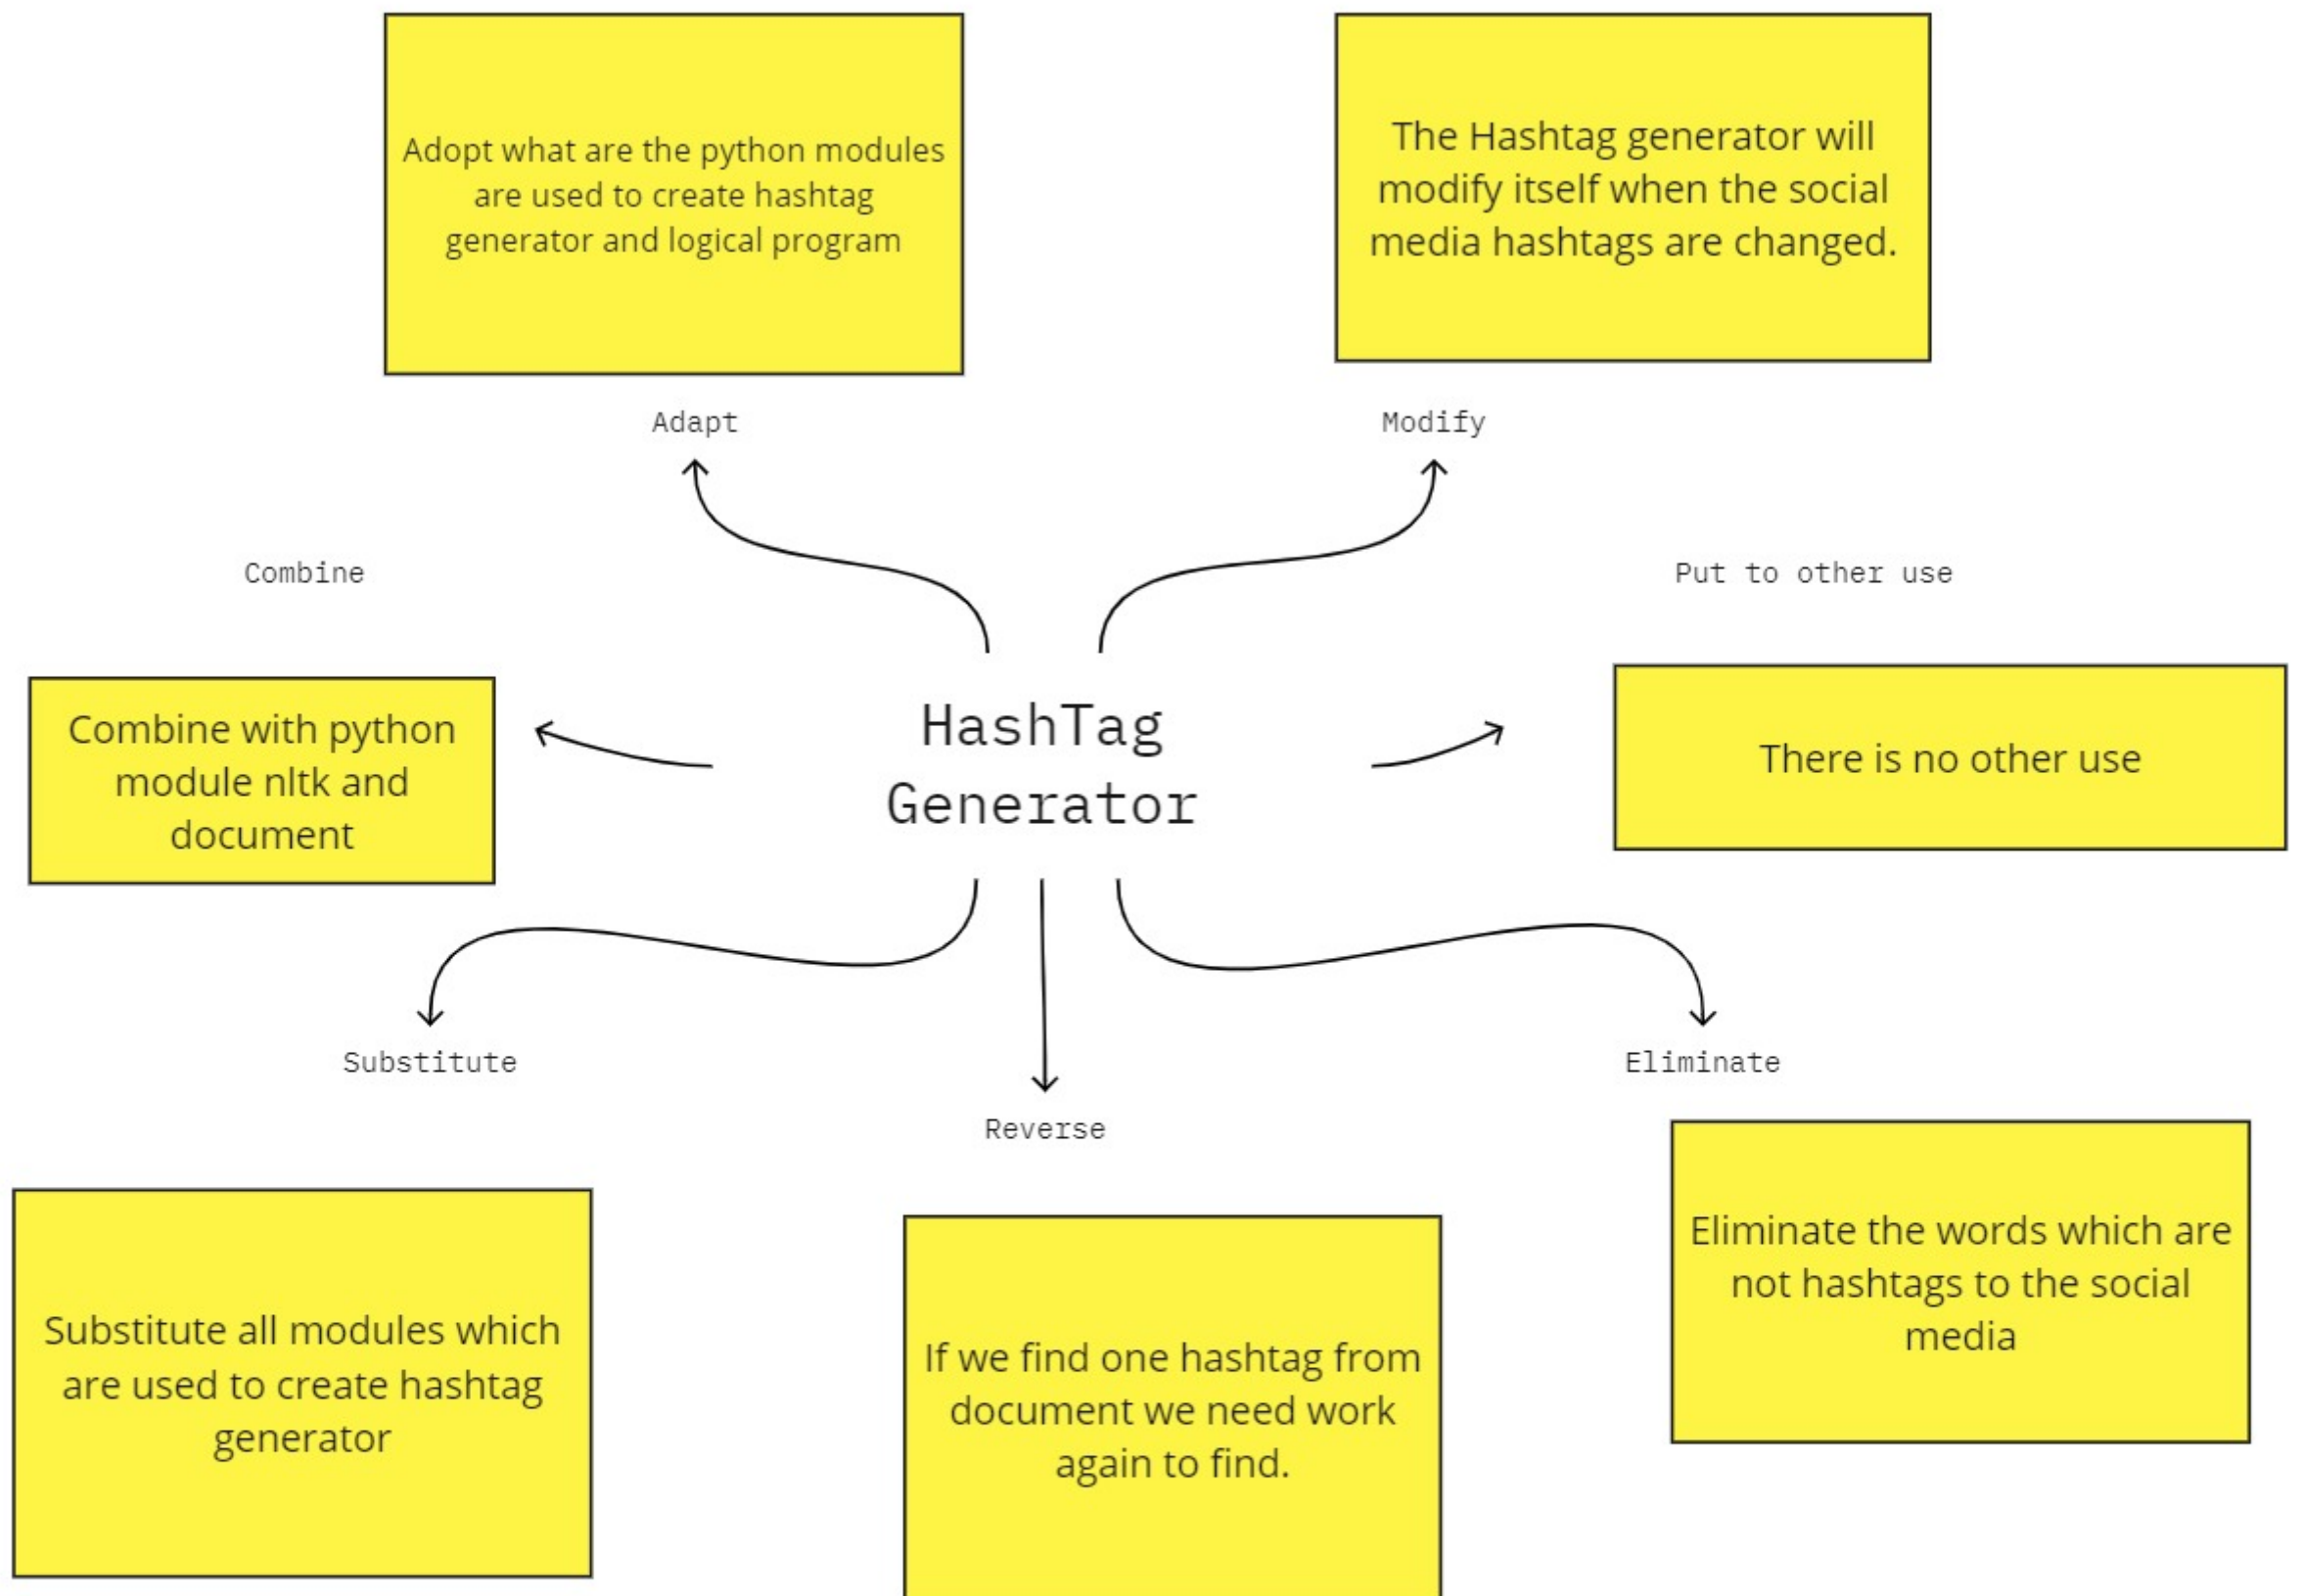 Adopt what are the python modules
are used to create hashtag
generator and logical program
The Hashtag generator will
modify itself when the social
media hashtags are changed.
Adapt
Modify
Combine
Put to other use
Combine with python
module nltk and
document
HashTag
Generator
There is no other use
Substitute
Reverse
Eliminate
Substitute all modules which
are used to create hashtag
generator
If we find one hashtag from
document we need work
again to find.
Eliminate the words which are
not hashtags to the social
media